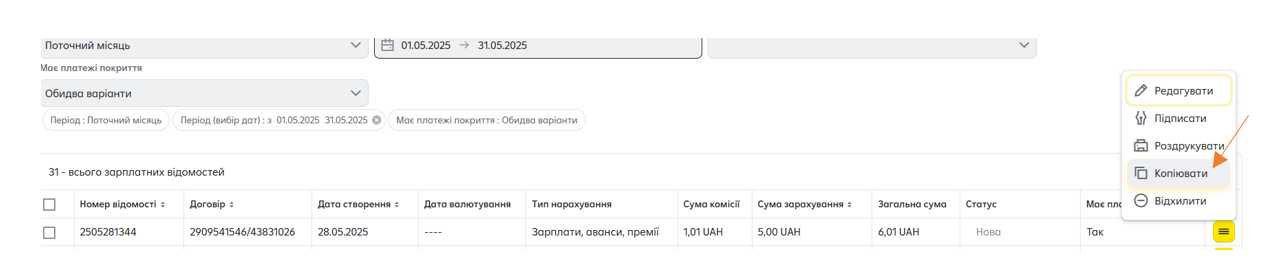 Поточний місяць
01.05.2025 → 31.05.2025
Має платежі покриття
Обидва варіанти
Період : Поточний місяць
Період (вибір дат) : з 01.05.2025 31.05.2025
Має платежі покриття : Обидва варіанти
Редагувати
Підписати
Роздрукувати
Копіювати
Відхилити
31 - всього зарплатних відомостей
Номер відомості Договір Дата створення Дата валютування Тип нарахування Сума комісії Сума зарахування Загальна сума Статус Має
2505281344 2909541546/43831026 28.05.2025 ---- Зарплати, аванси, премії 1,01 UAH 5,00 UAH 6,01 UAH Нова Так